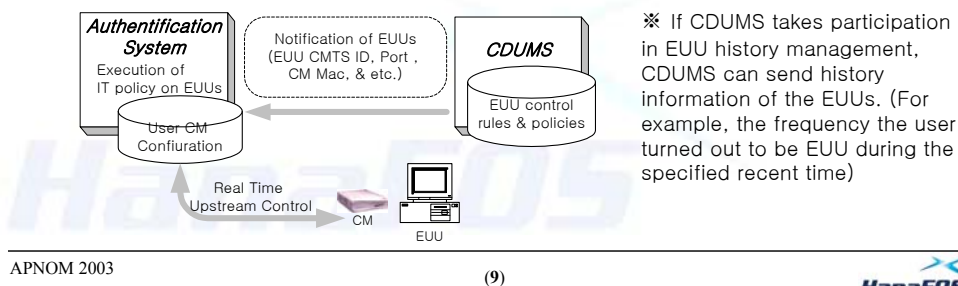 Authentification
System
Execution of
IT policy on EUUs
User CM
Confiuration
Notification of EUUs
(EUU CMTS ID, Port ,
CM Mac, & etc.)
CDUMS
EUU control
rules & policies
Real Time
Upstream Control
CM
EUU
※ If CDUMS takes participation
in EUU history management,
CDUMS can send history
information of the EUUs. (For
example, the frequency the user
turned out to be EUU during the
specified recent time)
HanaFOS
APNOM 2003
(9)
HanaFOS